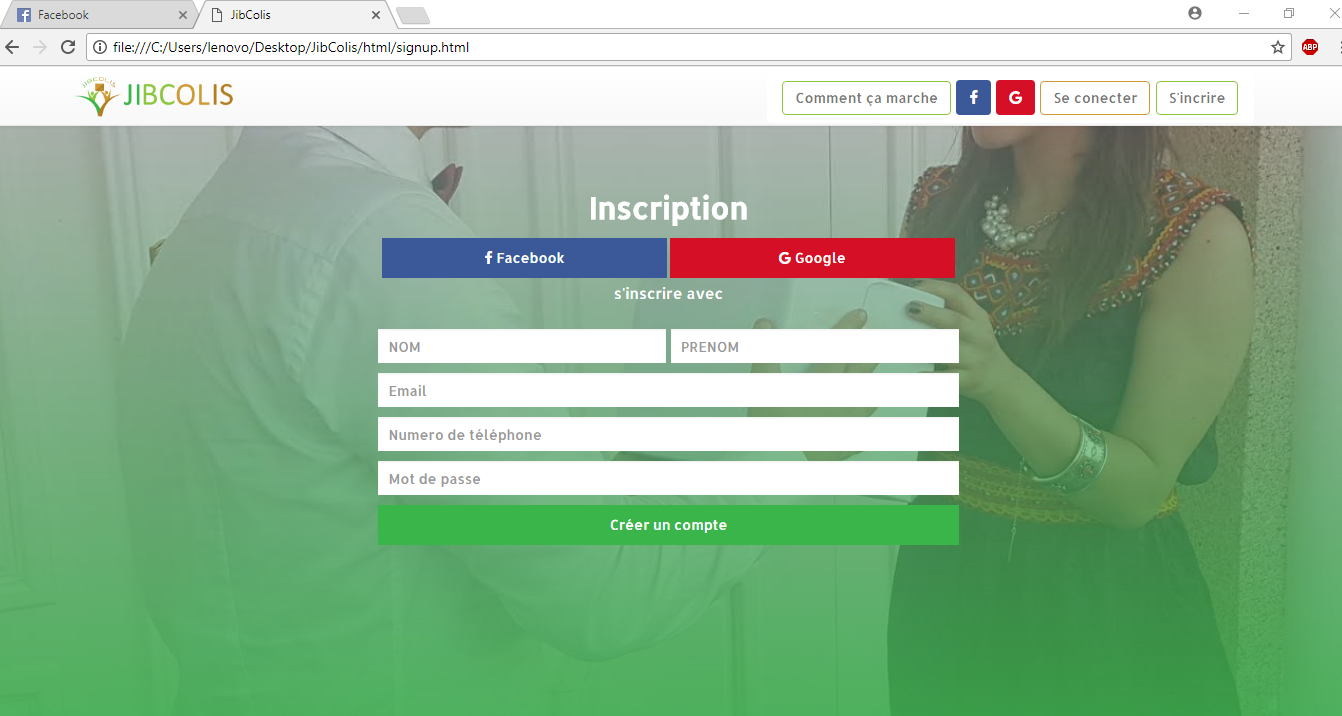 Facebook
JibColis
file:///C:/Users/lenovo/Desktop/JibColis/html/signup.html
ABP
JIBCOLIS
JIBCOLIS
Comment ça marche
f
G
Se conecter
S'incrire
Inscription
f Facebook
G Google
s'inscrire avec
NOM
PRENOM
Email
Numero de téléphone
Mot de passe
Créer un compte